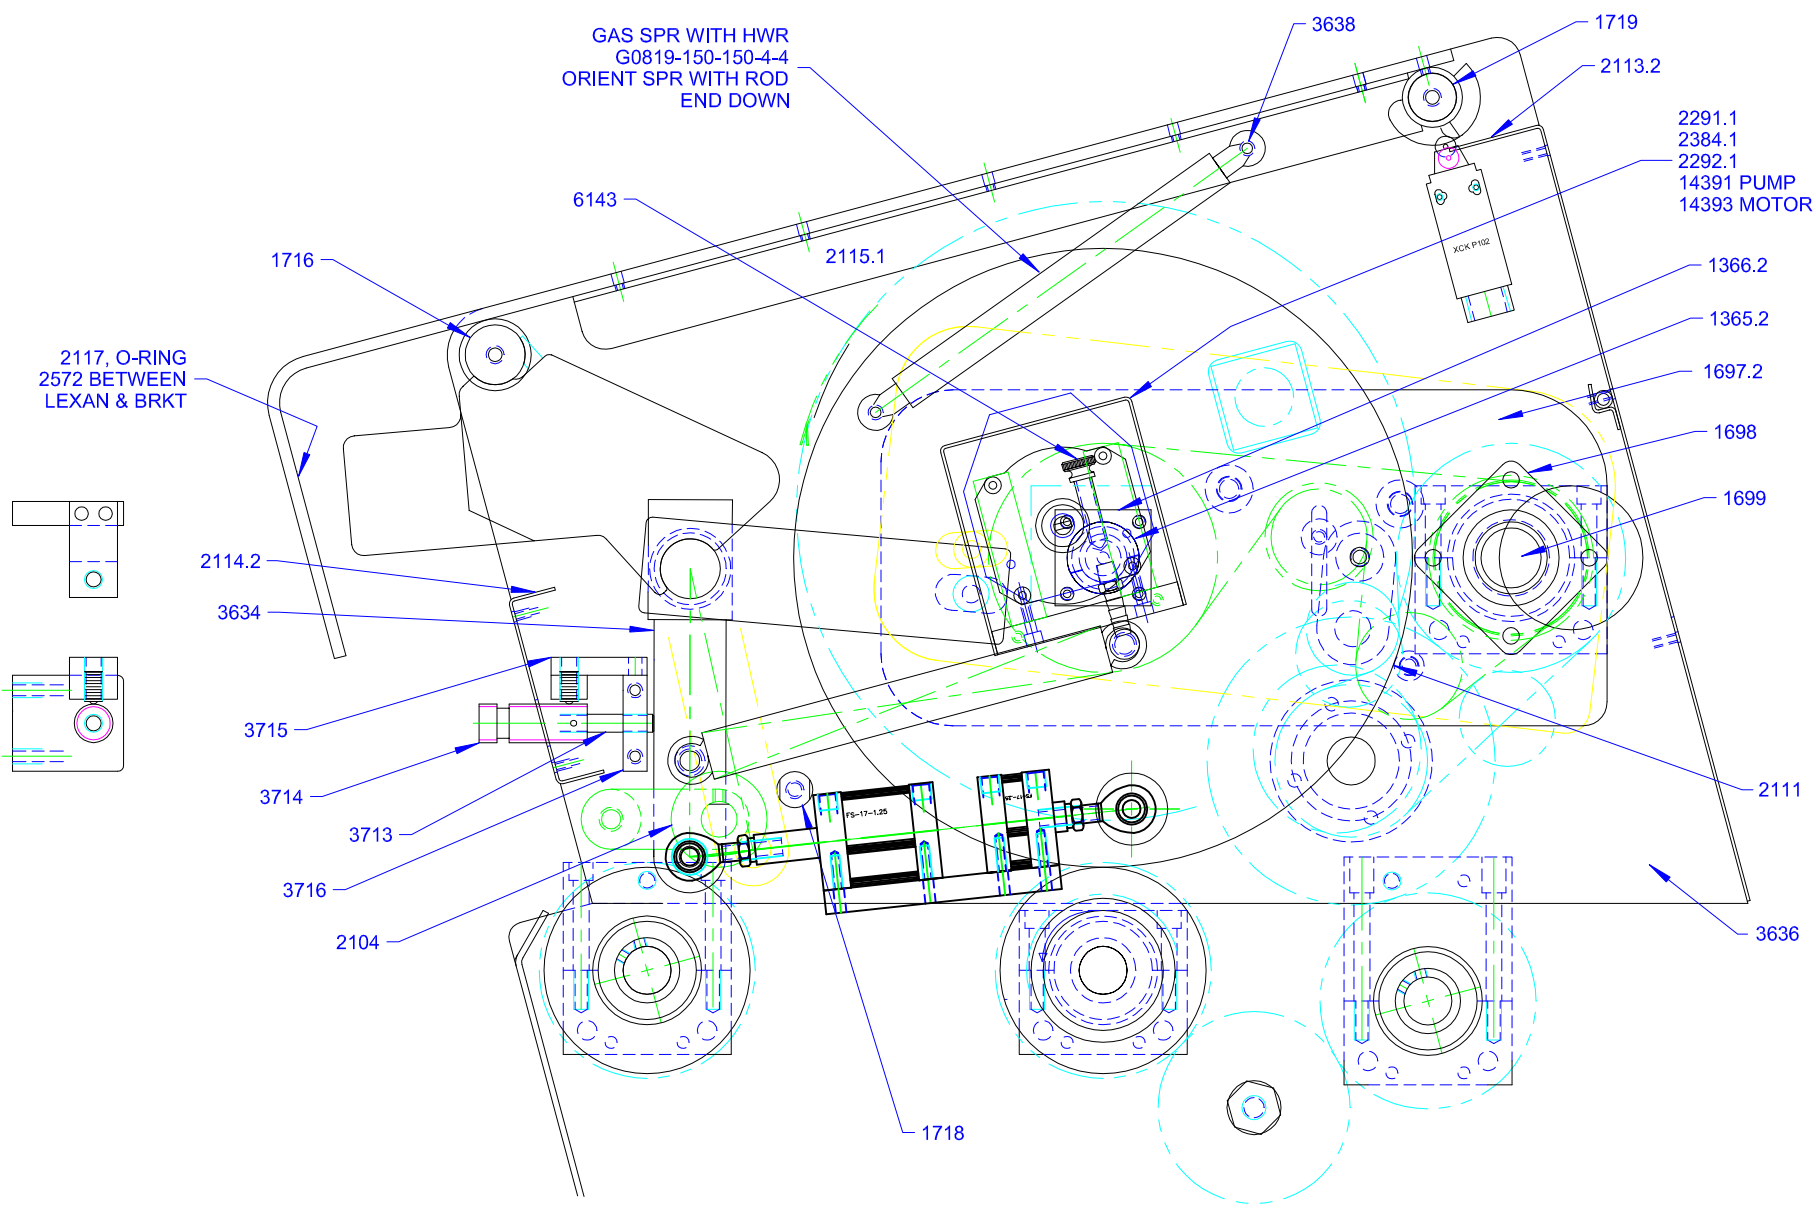 GAS SPR WITH HWR
G0819-150-150-4-4
ORIENT SPR WITH ROD
END DOWN
3638
1719
2113.2
2291.1
2384.1
2292.1
14391 PUMP
14393 MOTOR
6143
XCK P102
2115.1
1716
1366.2
1365.2
2117, O-RING
2572 BETWEEN
LEXAN & BRKT
1697.2
1698
1699
2114.2
3634
3715
3714
3713
3716
2104
FS-17-1.25
FS-17-.25
2111
3636
1718